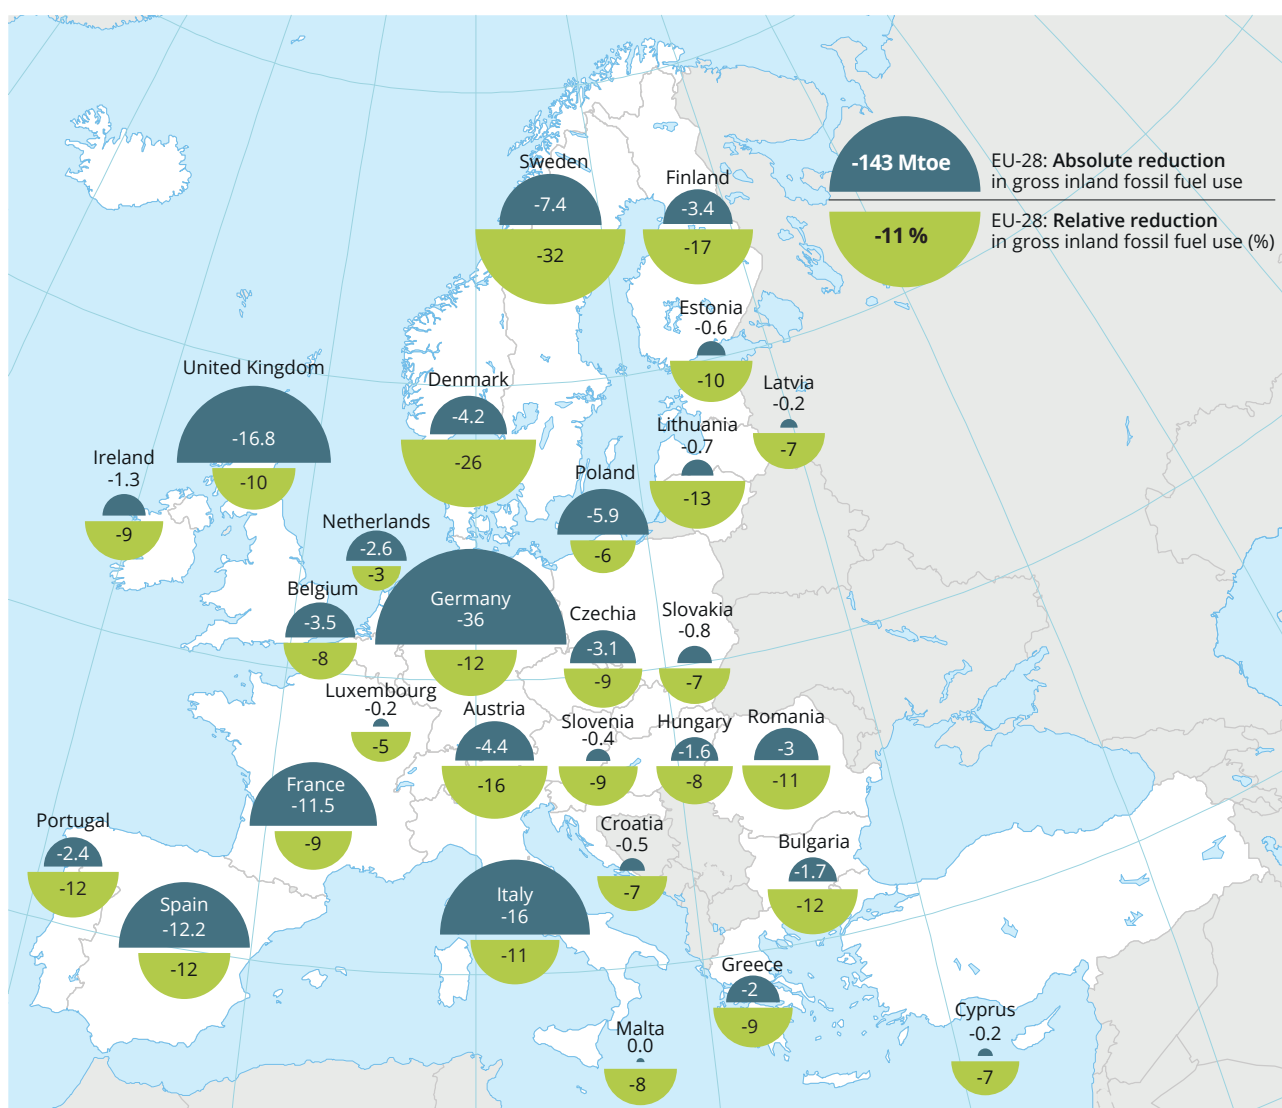 -143 Mtoe
EU-28: Absolute reduction
in gross inland fossil fuel use
-11 %
EU-28: Relative reduction
in gross inland fossil fuel use (%)
Sweden
-7.4
-32
Finland
-3.4
-17
Estonia
-0.6
-10
Latvia
-0.2
-7
Lithuania
-0.7
-13
United Kingdom
-16.8
-10
Denmark
-4.2
-26
Ireland
-1.3
-9
Poland
-5.9
-6
Netherlands
-2.6
-3
Belgium
-3.5
-8
Germany
-36
-12
Czechia
-3.1
-9
Slovakia
-0.8
-7
Luxembourg
-0.2
-5
Austria
-4.4
-16
Slovenia
-0.4
-9
Hungary
-1.6
-8
Romania
-3
-11
France
-11.5
-9
Portugal
-2.4
-12
Spain
-12.2
-12
Italy
-16
-11
Croatia
-0.5
-7
Bulgaria
-1.7
-12
Greece
-2
-9
Malta
0.0
-8
Cyprus
-0.2
-7